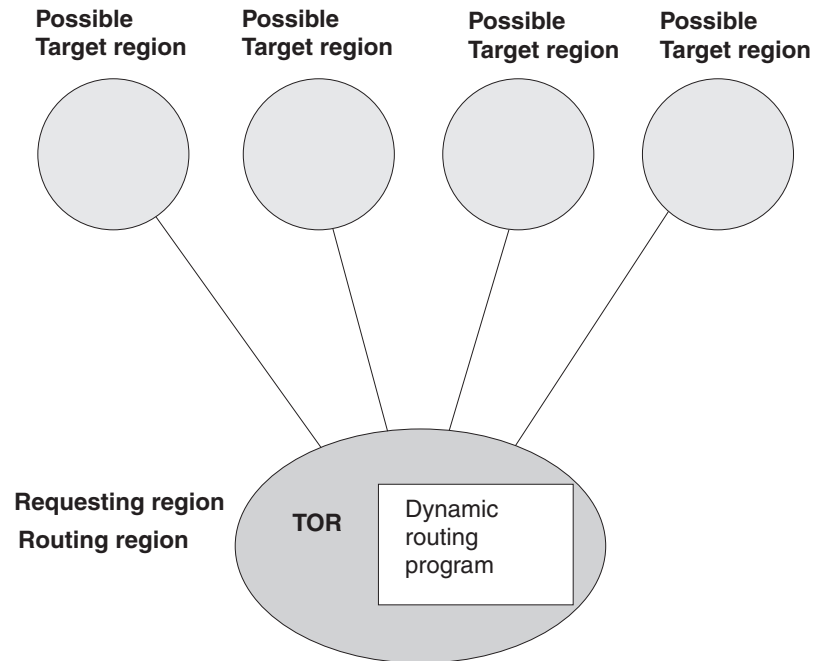 Possible
Target region
Possible
Target region
Possible
Target region
Possible
Target region
Requesting region
Routing region
TOR
Dynamic
routing
program